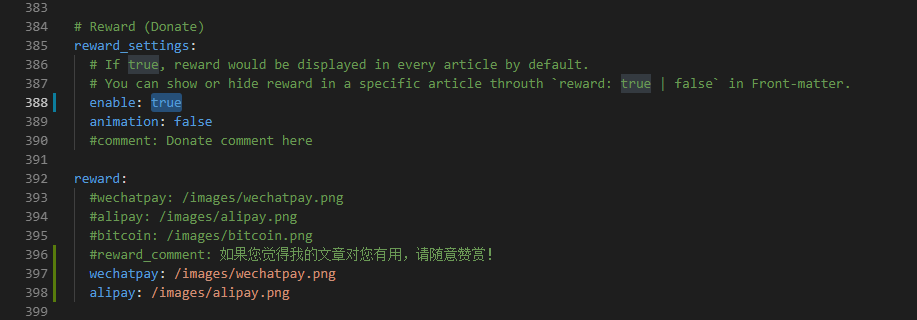 383
384 # Reward (Donate)
385 reward_settings:
386 # If true, reward would be displayed in every article by default.
387 # You can show or hide reward in a specific article throuth `reward: true | false` in Front-matter.
388 enable: true
389 animation: false
390 #comment: Donate comment here
391
392 reward:
393 #wechatpay: /images/wechatpay.png
394 #alipay: /images/alipay.png
395 #bitcoin: /images/bitcoin.png
396 #reward_comment: 如果您觉得我的文章对您有用，请随意赞赏！
397 wechatpay: /images/wechatpay.png
398 alipay: /images/alipay.png
399